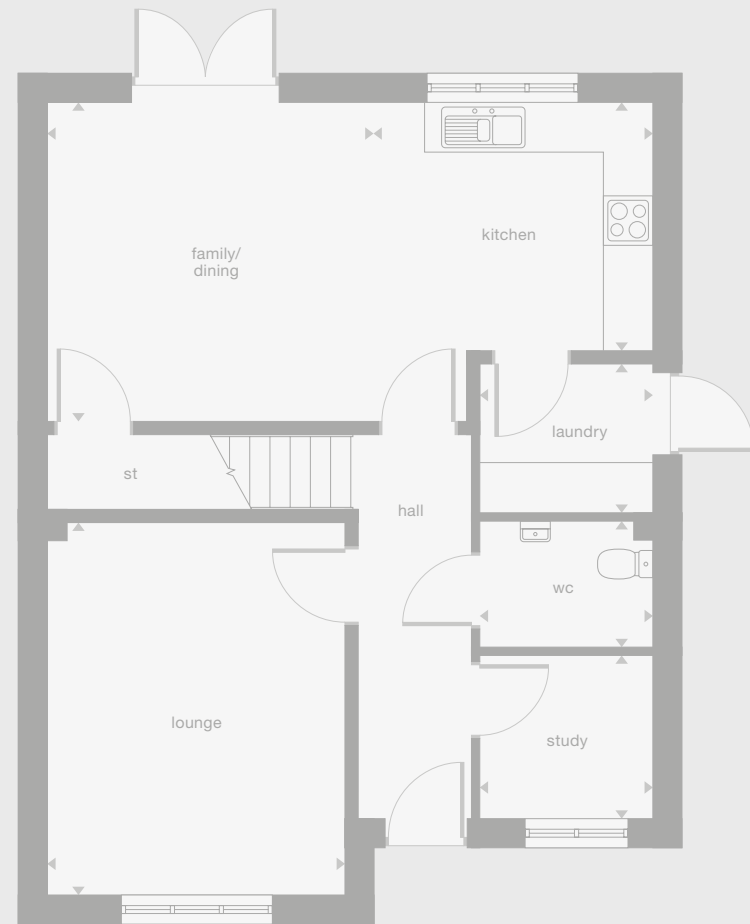 family/
dining
kitchen
laundry
st
hall
wc
lounge
study